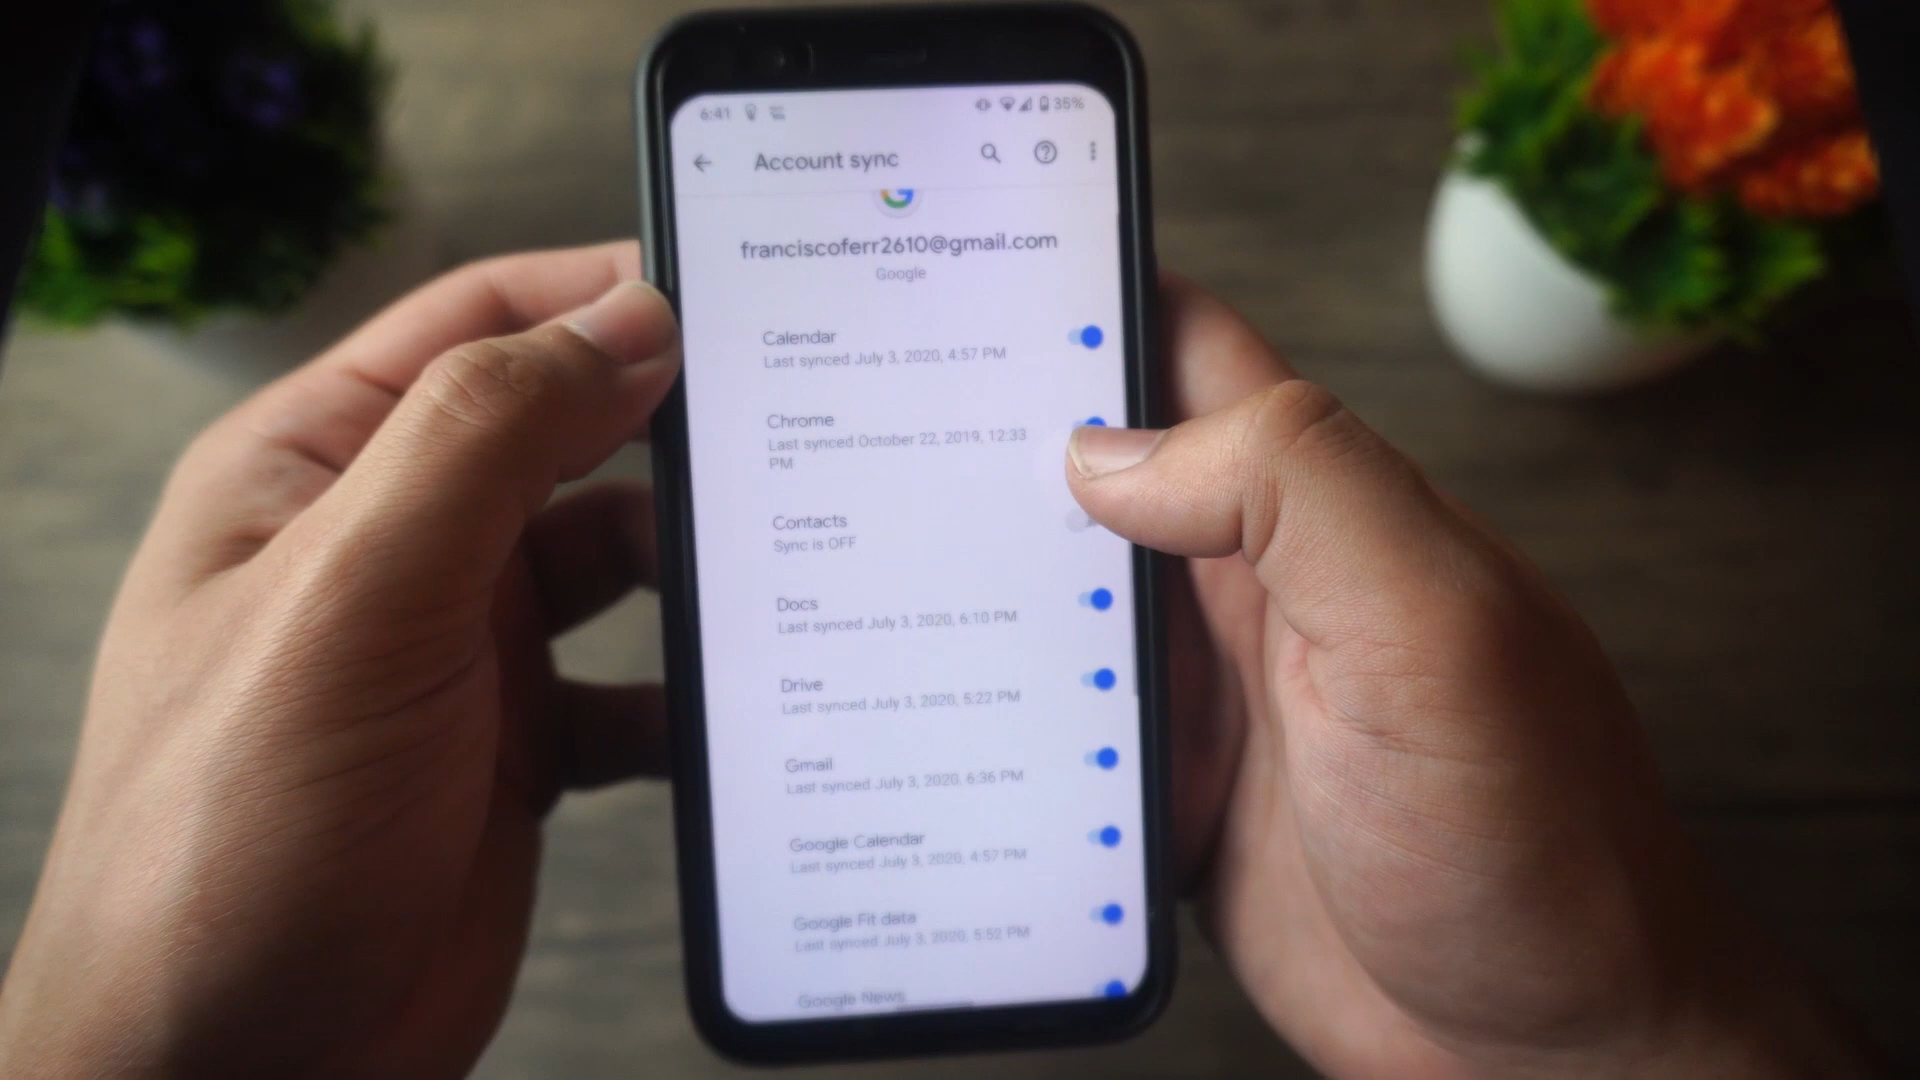 6:41
35%
Account sync
franciscoferr2610@gmail.com
Google
Calendar
Last synced July 3, 2020, 4:57 PM
Chrome
Last synced October 22, 2019, 12:33
PM
Contacts
Sync is OFF
Docs
Last synced July 3, 2020, 6:10 PM
Drive
Last synced July 3, 2020, 5:22 PM
Gmail
Last synced July 3, 2020, 6:36 PM
Google Calendar
Last synced July 3, 2020, 4:57 PM
Google Fit data
Last synced July 3, 2020, 5:52 PM
Google News